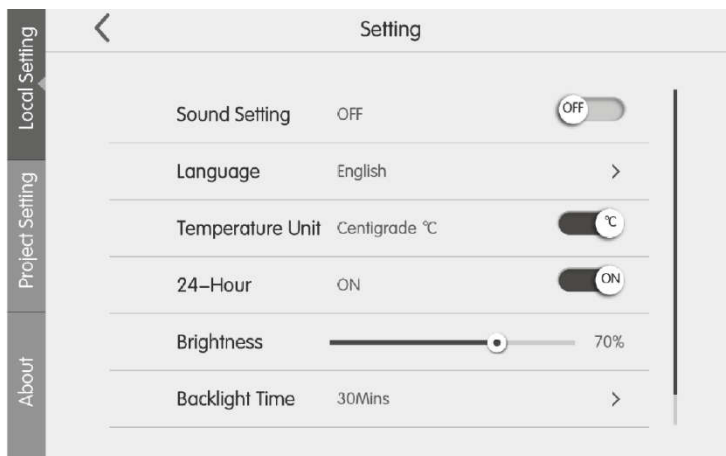 Setting
Local Setting
Project Setting
About
Sound Setting OFF OFF
Language English >
Temperature Unit Centigrade ℃ ℃
24-Hour ON ON
Brightness 70%
Backlight Time 30Mins >